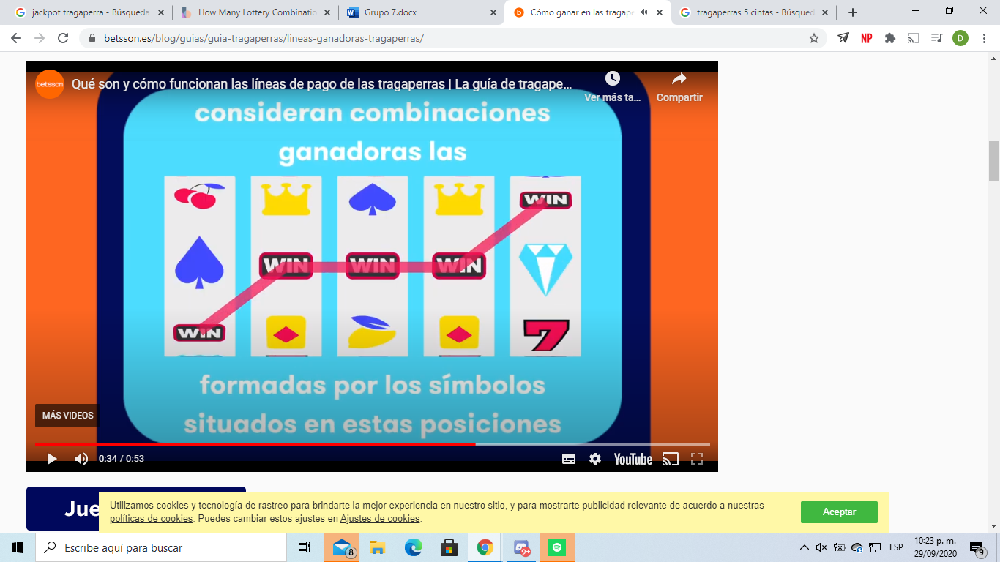 jackpot tragaperra - Búsqueda
How Many Lottery Combinatio
Grupo 7.docx
Cómo ganar en las tragape
tragaperras 5 cintas - Búsqued
betsson.es/blog/guias/guia-tragaperras/lineas-ganadoras-tragaperras/
NP
D
betsson
Qué son y cómo funcionan las líneas de pago de las tragaperras | La guía de tragape...
Ver más ta...
Compartir
consideran combinaciones
ganadoras las
WIN
WIN
WIN
WIN
WIN
7
formadas por los símbolos
situados en estas posiciones
MÁS VIDEOS
0:34 / 0:53
YouTube
Jue
Utilizamos cookies y tecnología de rastreo para brindarte la mejor experiencia en nuestro sitio, y para mostrarte publicidad relevante de acuerdo a nuestras
políticas de cookies. Puedes cambiar estos ajustes en Ajustes de cookies.
Aceptar
Escribe aquí para buscar
8
9+
ESP
10:23 p. m.
29/09/2020
9